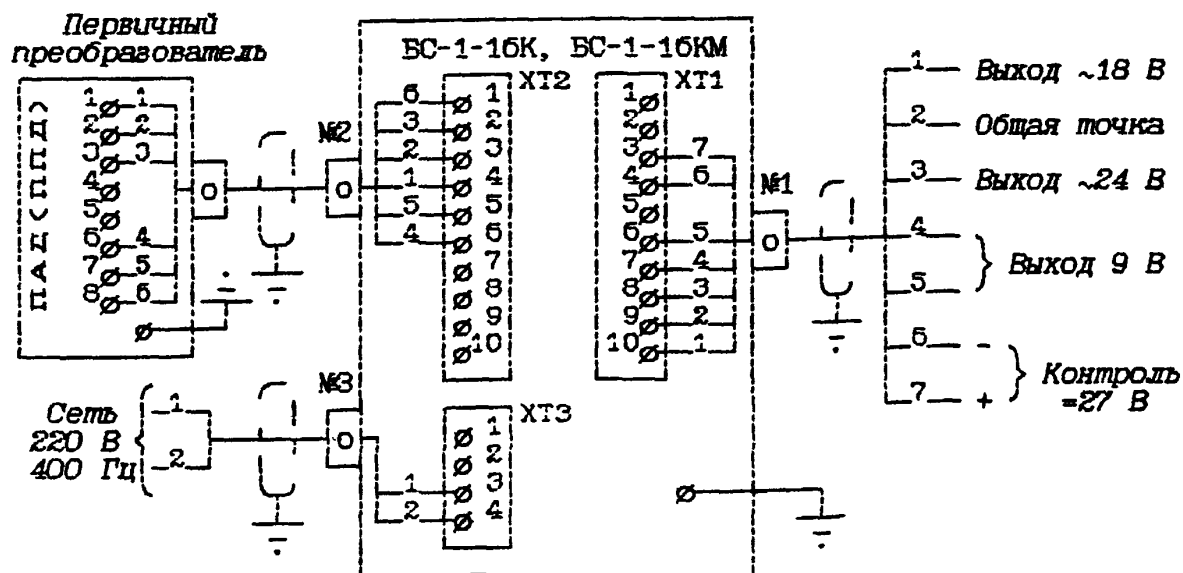 Первичный
преобразователь
БС-1-16К, БС-1-16КМ
ПАД(ППД)
1 1
2 2
3 3
4
5
6 4
7 5
8 6
№2
XT2
6 1
3 2
2 3
1 4
5 5
4 6
7
8
9
10
XT1
1
2
3 7
4 6
5
6 5
7 4
8 3
9 2
10 1
№1
1 Выход ~18 В
2 Общая точка
3 Выход ~24 В
4
5
Выход 9 В
6 -
7 +
Контроль
=27 В
Сеть
220 В
400 Гц
1
2
№3
XT3
1
2
1 3
2 4